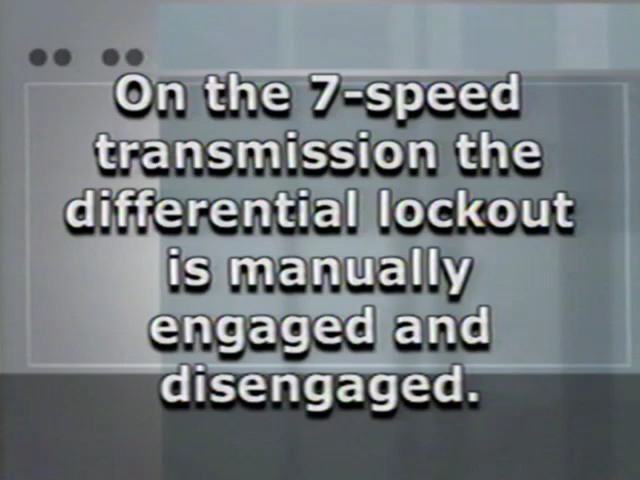 On the 7-speed
transmission the
differential lockout
is manually
engaged and
disengaged.